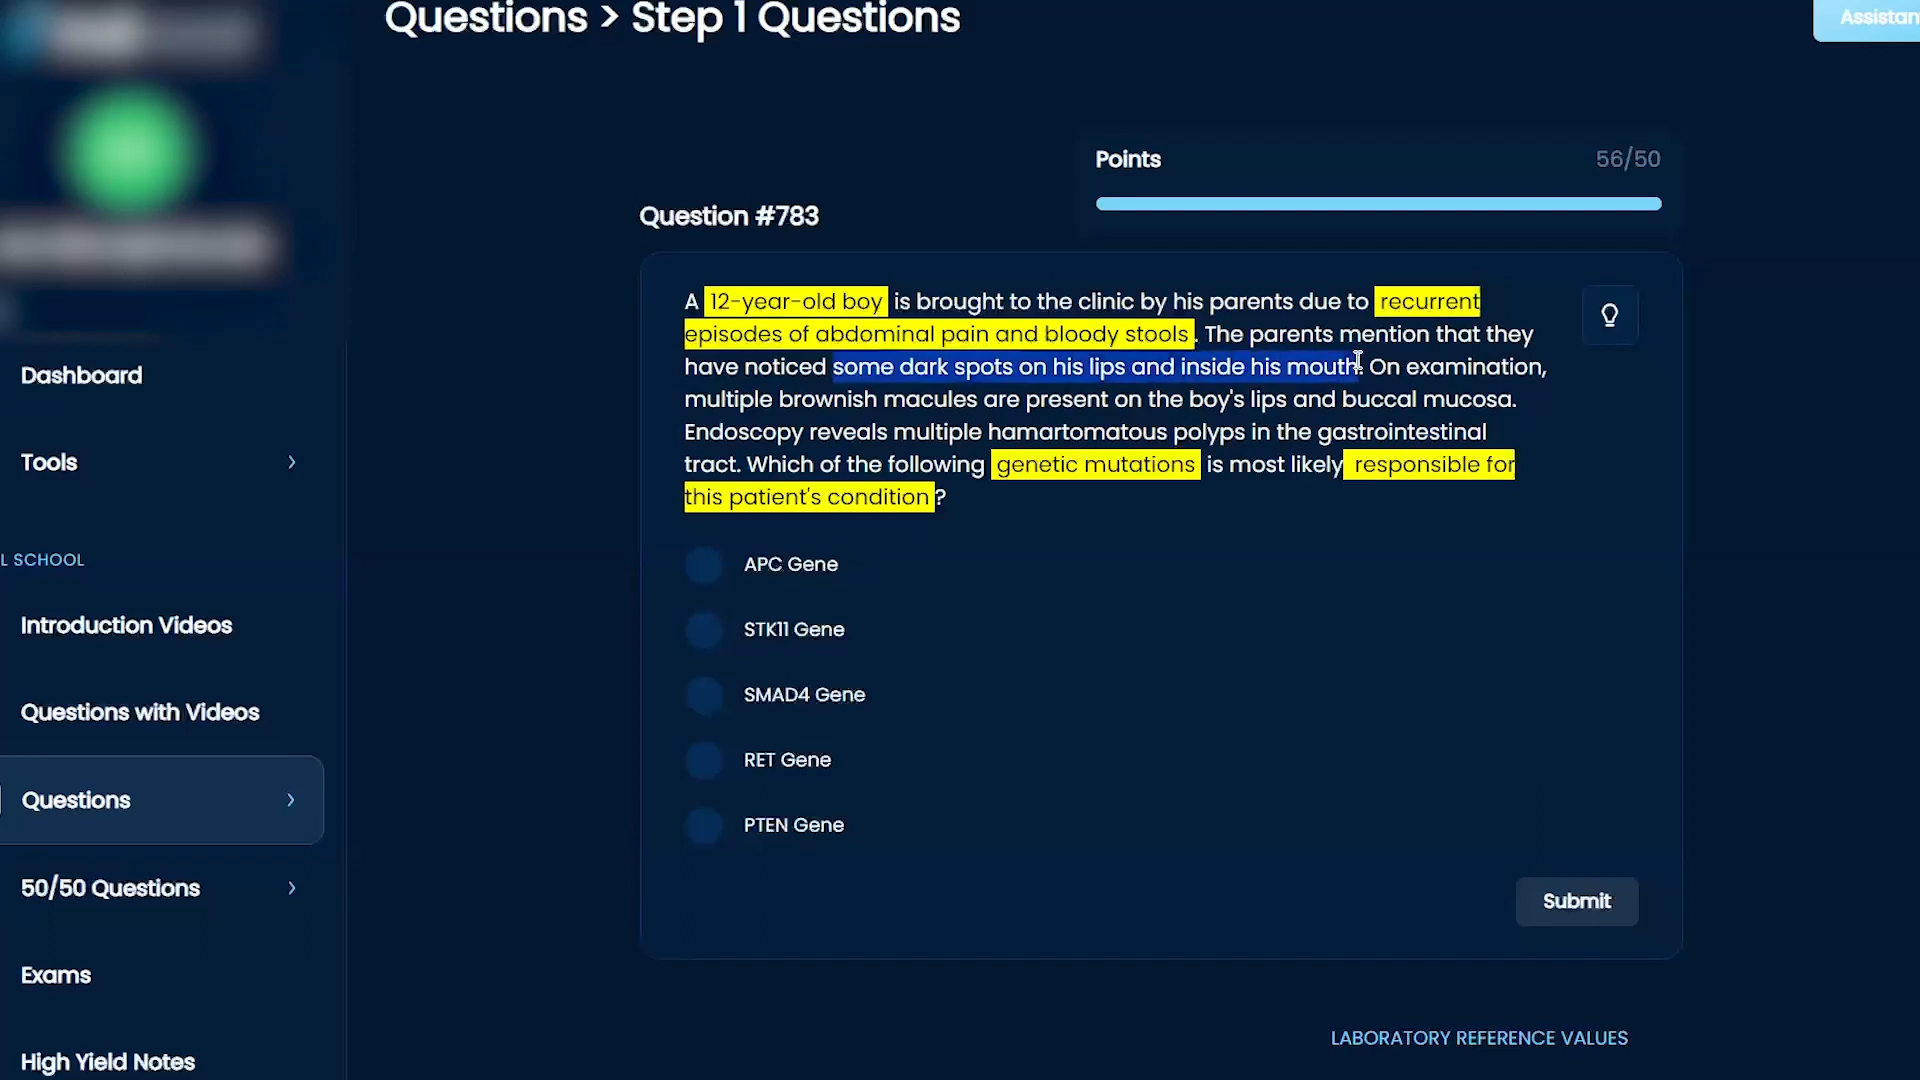 Questions > Step 1 Questions
Assistan
Points
56/50
Question #783
A 12-year-old boy is brought to the clinic by his parents due to recurrent
episodes of abdominal pain and bloody stools. The parents mention that they
have noticed some dark spots on his lips and inside his mouth. On examination,
multiple brownish macules are present on the boy's lips and buccal mucosa.
Endoscopy reveals multiple hamartomatous polyps in the gastrointestinal
tract. Which of the following genetic mutations is most likely responsible for
this patient's condition?
APC Gene
STK11 Gene
SMAD4 Gene
RET Gene
PTEN Gene
Submit
LABORATORY REFERENCE VALUES
Dashboard
Tools
L SCHOOL
Introduction Videos
Questions with Videos
Questions
50/50 Questions
Exams
High Yield Notes